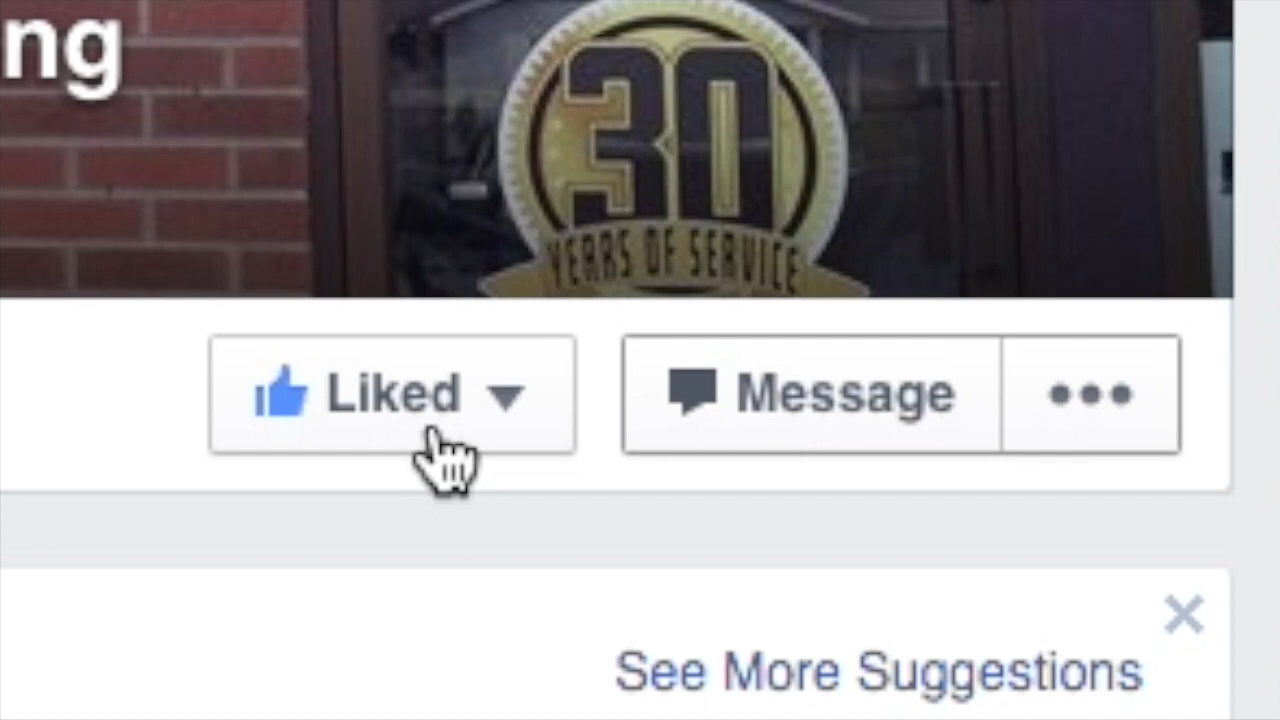 ng
30
YEARS OF SERVICE
Liked
Message
See More Suggestions